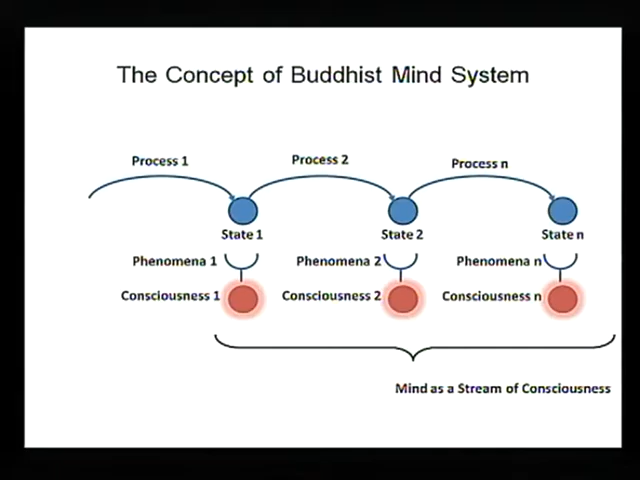 The Concept of Buddhist Mind System
Process 1
Process 2
Process n
State 1
State 2
State n
Phenomena 1
Phenomena 2
Phenomena n
Consciousness 1
Consciousness 2
Consciousness n
Mind as a Stream of Consciousness